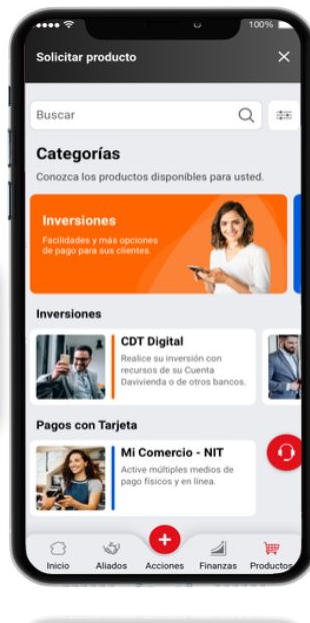 100%
Solicitar producto
Buscar
Categorías
Conozca los productos disponibles para usted.
Inversiones
Facilidades y más opciones
de pago para sus clientes.
Inversiones
CDT Digital
Realice su inversión con
recursos de su Cuenta
Davivienda o de otros bancos.
Pagos con Tarjeta
Mi Comercio - NIT
Active múltiples medios de
pago físicos y en línea.
Inicio Aliados Acciones Finanzas Productos